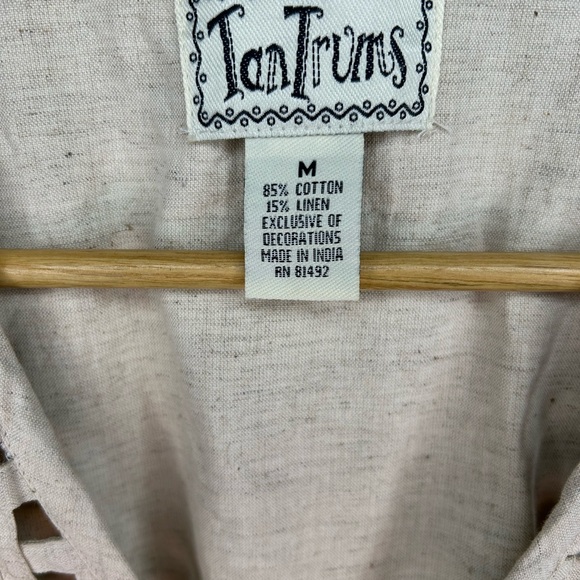 TanTrums
M
85% COTTON
15% LINEN
EXCLUSIVE OF
DECORATIONS
MADE IN INDIA
RN 81492